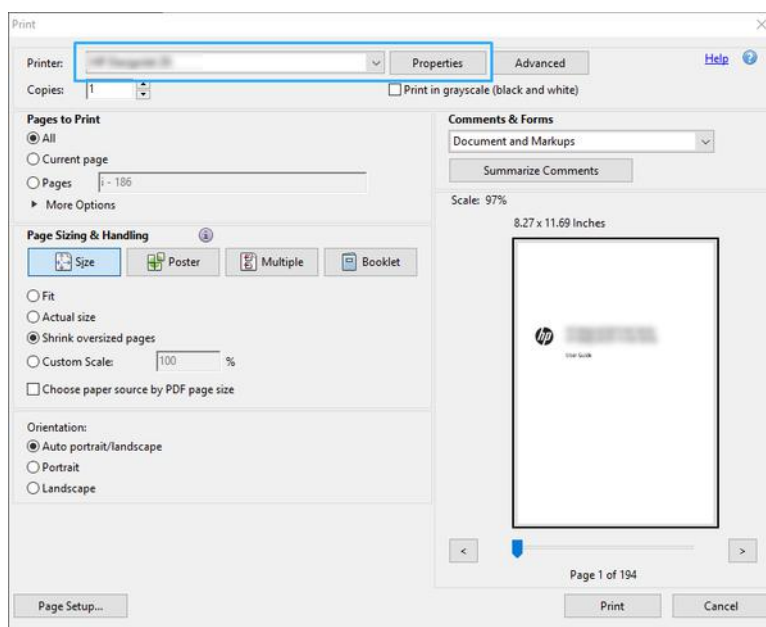 Print
Printer:
Properties
Advanced
Help
Copies: 1
Print in grayscale (black and white)
Pages to Print
All
Current page
Pages i - 186
More Options
Comments & Forms
Document and Markups
Summarize Comments
Scale: 97%
8.27 x 11.69 Inches
Page Sizing & Handling
Size
Poster
Multiple
Booklet
Fit
Actual size
Shrink oversized pages
Custom Scale: 100 %
Choose paper source by PDF page size
Orientation:
Auto portrait/landscape
Portrait
Landscape
hp
User Guide
<
>
Page 1 of 194
Page Setup...
Print
Cancel